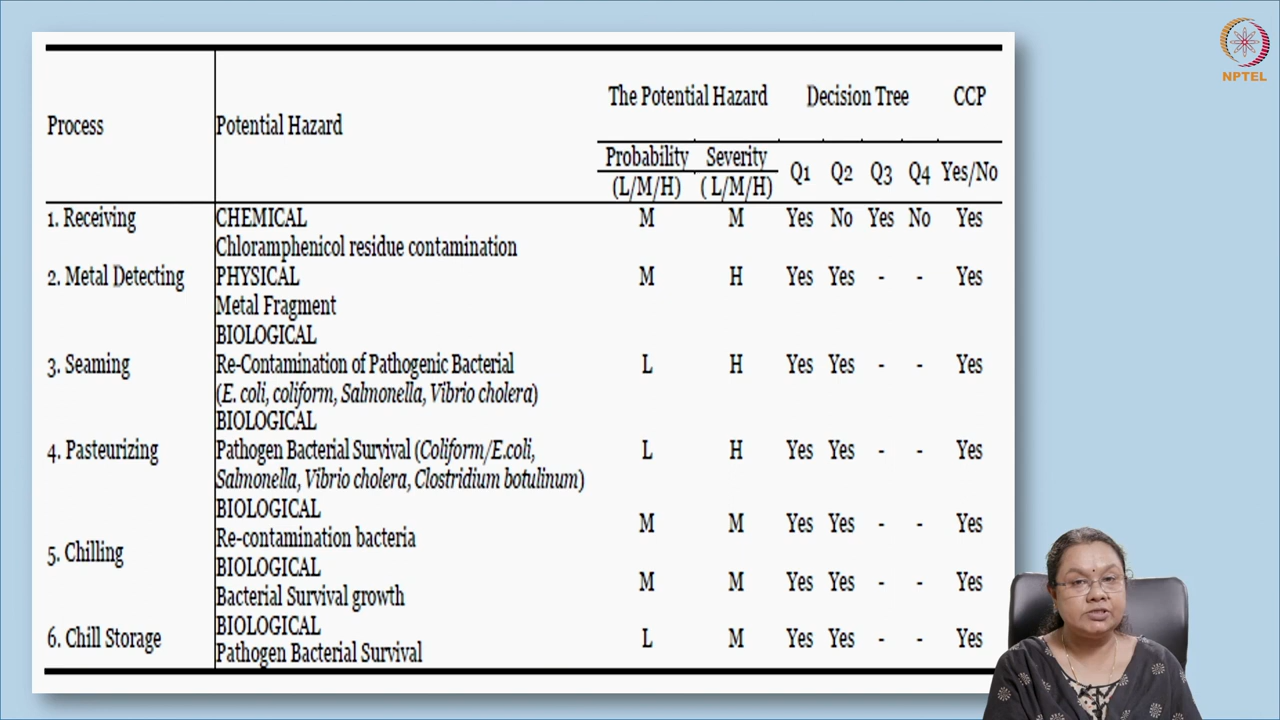 NPTEL
The Potential Hazard Decision Tree CCP
Process Potential Hazard
Probability Severity
(L/M/H) ( L/M/H) Q1 Q2 Q3 Q4 Yes/No
1. Receiving CHEMICAL M M Yes No Yes No Yes
Chloramphenicol residue contamination
2. Metal Detecting PHYSICAL M H Yes Yes - - Yes
Metal Fragment
BIOLOGICAL
3. Seaming Re-Contamination of Pathogenic Bacterial L H Yes Yes - - Yes
(E. coli, coliform, Salmonella, Vibrio cholera)
BIOLOGICAL
4. Pasteurizing Pathogen Bacterial Survival (Coliform/E.coli, L H Yes Yes - - Yes
Salmonella, Vibrio cholera, Clostridium botulinum)
BIOLOGICAL
Re-contamination bacteria M M Yes Yes - - Yes
5. Chilling
BIOLOGICAL
Bacterial Survival growth M M Yes Yes - - Yes
BIOLOGICAL
6. Chill Storage L M Yes Yes - - Yes
Pathogen Bacterial Survival